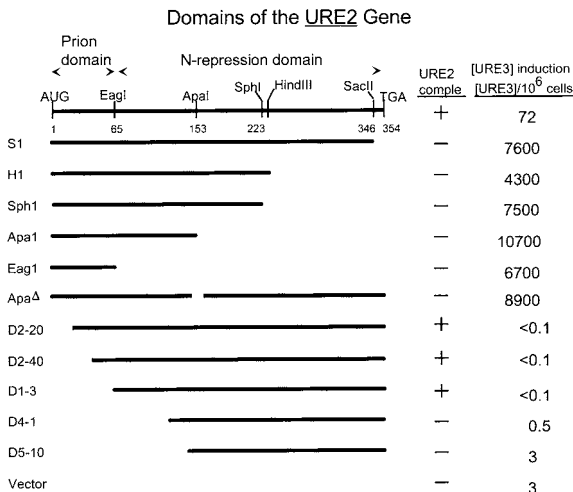 Domains of the URE2 Gene
Prion domain
N-repression domain
URE2 comple
[URE3] induction
[URE3]/10^6 cells
AUG EagI ApaI SphI HindIII SacII TGA
1 65 153 223 346 354
+ 72
S1 − 7600
H1 − 4300
Sph1 − 7500
Apa1 − 10700
Eag1 − 6700
ApaΔ − 8900
D2-20 + <0.1
D2-40 + <0.1
D1-3 + <0.1
D4-1 − 0.5
D5-10 − 3
Vector − 3